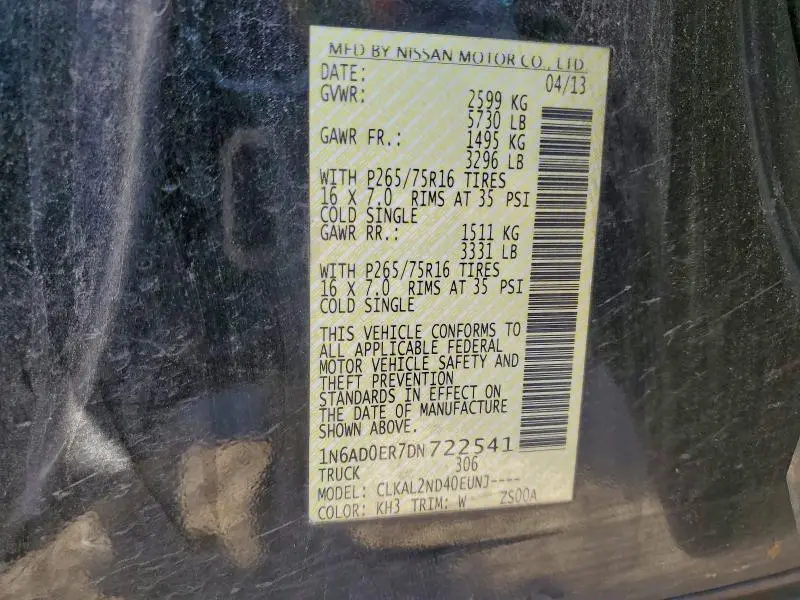 MFD BY NISSAN MOTOR CO., LTD.
DATE: 04/13
GVWR: 2599 KG
5730 LB
GAWR FR.: 1495 KG
3296 LB
WITH P265/75R16 TIRES
16 X 7.0 RIMS AT 35 PSI
COLD SINGLE
GAWR RR.: 1511 KG
3331 LB
WITH P265/75R16 TIRES
16 X 7.0 RIMS AT 35 PSI
COLD SINGLE
THIS VEHICLE CONFORMS TO
ALL APPLICABLE FEDERAL
MOTOR VEHICLE SAFETY AND
THEFT PREVENTION
STANDARDS IN EFFECT ON
THE DATE OF MANUFACTURE
SHOWN ABOVE.
1N6AD0ER7DN722541
TRUCK 306
MODEL: CLKAL2ND40EUNJ----
COLOR: KH3 TRIM: W ZS00A